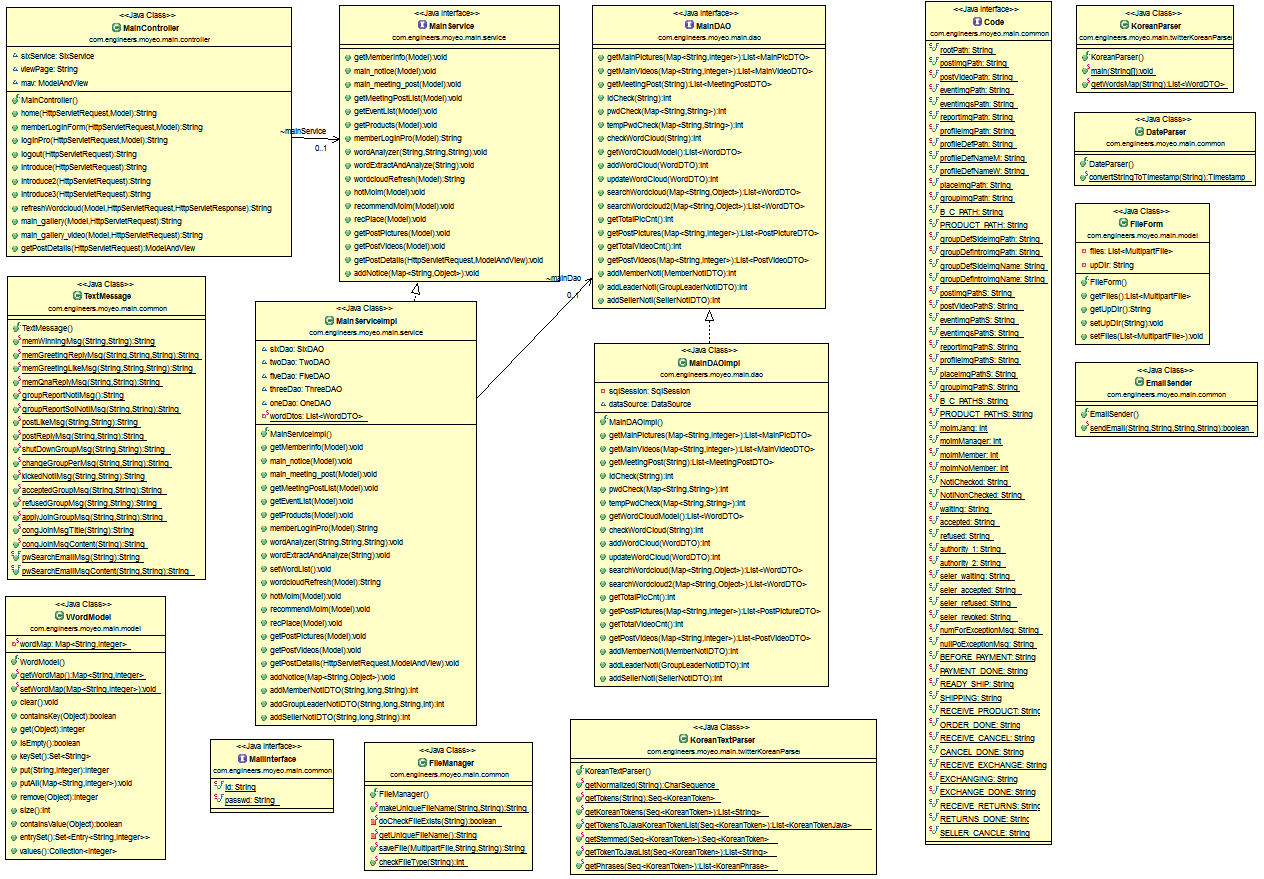 <<Java Class>>
MainController
com.engineers.moyeo.main.controller
sixService: SixService
viewPage: String
mav: ModelAndView
MainController()
home(HttpServletRequest,Model):String
memberLoginForm(HttpServletRequest,Model):String
loginPro(HttpServletRequest,Model):String
logout(HttpServletRequest):String
introduce(HttpServletRequest):String
introduce2(HttpServletRequest):String
introduce3(HttpServletRequest):String
refreshWordcloud(Model,HttpServletRequest,HttpServletResponse):String
main_gallery(Model,HttpServletRequest):String
main_gallery_video(Model,HttpServletRequest):String
getPostDetails(HttpServletRequest):ModelAndView
~mainService
0..1
<<Java Interface>>
MainService
com.engineers.moyeo.main.service
getMemberInfo(Model):void
main_notice(Model):void
main_meeting_post(Model):void
getMeetingPostList(Model):void
getEventList(Model):void
getProducts(Model):void
memberLoginPro(Model):String
wordAnalyzer(String,String,String):void
wordExtractAndAnalyze(String,String):void
wordcloudRefresh(Model):String
hotMoim(Model):void
recommendMoim(Model):void
recPlace(Model):void
getPostPictures(Model):void
getPostVideos(Model):void
getPostDetails(HttpServletRequest,ModelAndView):void
addNotice(Map<String,Object>):void
~mainDao
0..1
<<Java Interface>>
MainDAO
com.engineers.moyeo.main.dao
getMainPictures(Map<String,Integer>):List<MainPicDTO>
getMainVideos(Map<String,Integer>):List<MainVideoDTO>
getMeetingPost(String):List<MeetingPostDTO>
idCheck(String):int
pwdCheck(Map<String,String>):int
tempPwdCheck(Map<String,String>):int
checkWordCloud(String):int
getWordCloudModel():List<WordDTO>
addWordCloud(WordDTO):int
updateWordCloud(WordDTO):int
searchWordcloud(Map<String,Object>):List<WordDTO>
searchWordcloud2(Map<String,Object>):List<WordDTO>
getTotalPicCnt():int
getPostPictures(Map<String,Integer>):List<PostPictureDTO>
getTotalVideoCnt():int
getPostVideos(Map<String,Integer>):List<PostVideoDTO>
addMemberNoti(MemberNotiDTO):int
addLeaderNoti(GroupLeaderNotiDTO):int
addSellerNoti(SellerNotiDTO):int
<<Java Interface>>
Code
com.engineers.moyeo.main.common
rootPath: String
postImgPath: String
postVideoPath: String
eventImgPath: String
eventImgsPath: String
reportImgPath: String
profileImgPath: String
profileDefPath: String
profileDefNameM: String
profileDefNameW: String
placeImgPath: String
groupImgPath: String
B_C_PATH: String
PRODUCT_PATH: String
groupDefSideImgPath: String
groupDefIntroImgPath: String
groupDefSideImgName: String
groupDefIntroImgName: String
postImgPathS: String
postVideoPathS: String
eventImgPathS: String
eventImgsPathS: String
reportImgPathS: String
profileImgPathS: String
placeImgPathS: String
groupImgPathS: String
B_C_PATHS: String
PRODUCT_PATHS: String
moimJang: int
moimManager: int
moimMember: int
moimNoMember: int
NotiChecked: String
NotiNonChecked: String
waiting: String
accepted: String
refused: String
authority_1: String
authority_2: String
seler_waiting: String
seler_accepted: String
seler_refused: String
seler_revoked: String
numForExceptionMsg: String
nullPoExceptionMsg: String
BEFORE_PAYMENT: String
PAYMENT_DONE: String
READY_SHIP: String
SHIPPING: String
RECEIVE_PRODUCT: String
ORDER_DONE: String
RECEIVE_CANCEL: String
CANCEL_DONE: String
RECEIVE_EXCHANGE: String
EXCHANGING: String
EXCHANGE_DONE: String
RECEIVE_RETURNS: String
RETURNS_DONE: String
SELLER_CANCLE: String
<<Java Class>>
KoreanParser
com.engineers.moyeo.main.twitterKoreanParser
KoreanParser()
main(String[]):void
getWordsMap(String):List<WordDTO>
<<Java Class>>
DateParser
com.engineers.moyeo.main.common
DateParser()
convertStringToTimestamp(String):Timestamp
<<Java Class>>
FileForm
com.engineers.moyeo.main.model
files: List<MultipartFile>
upDir: String
FileForm()
getFiles():List<MultipartFile>
getUpDir():String
setUpDir(String):void
setFiles(List<MultipartFile>):void
<<Java Class>>
EmailSender
com.engineers.moyeo.main.common
EmailSender()
sendEmail(String,String,String,String):boolean
<<Java Class>>
TextMessage
com.engineers.moyeo.main.common
TextMessage()
memWinningMsg(String,String):String
memGreetingReplyMsg(String,String,String):String
memGreetingLikeMsg(String,String,String):String
memQnaReplyMsg(String,String):String
groupReportNotiMsg():String
groupReportSolNotiMsg(String,String):String
postLikeMsg(String,String):String
postReplyMsg(String,String):String
shutDownGroupMsg(String,String):String
changeGroupPerMsg(String,String):String
kickedNotiMsg(String,String):String
acceptedGroupMsg(String,String):String
refusedGroupMsg(String,String):String
applyJoinGroupMsg(String,String):String
congJoinMsgTitle(String):String
congJoinMsgContent(String):String
pwSearchEmailMsg(String):String
pwSearchEmailMsgContent(String,String):String
<<Java Class>>
MainServiceImpl
com.engineers.moyeo.main.service
sixDao: SixDAO
twoDao: TwoDAO
fiveDao: FiveDAO
threeDao: ThreeDAO
oneDao: OneDAO
wordDtos: List<WordDTO>
MainServiceImpl()
getMemberInfo(Model):void
main_notice(Model):void
main_meeting_post(Model):void
getMeetingPostList(Model):void
getEventList(Model):void
getProducts(Model):void
memberLoginPro(Model):String
wordAnalyzer(String,String,String):void
wordExtractAndAnalyze(String,String):void
setWordList():void
wordcloudRefresh(Model):String
hotMoim(Model):void
recommendMoim(Model):void
recPlace(Model):void
getPostPictures(Model):void
getPostVideos(Model):void
getPostDetails(HttpServletRequest,ModelAndView):void
addNotice(Map<String,Object>):void
addMemberNotiDTO(String,long,String):int
addGroupLeaderNotiDTO(String,long,String,int):int
addSellerNotiDTO(String,long,String):int
<<Java Class>>
MainDAOImpl
com.engineers.moyeo.main.dao
sqlSession: SqlSession
dataSource: DataSource
MainDAOImpl()
getMainPictures(Map<String,Integer>):List<MainPicDTO>
getMainVideos(Map<String,Integer>):List<MainVideoDTO>
getMeetingPost(String):List<MeetingPostDTO>
idCheck(String):int
pwdCheck(Map<String,String>):int
tempPwdCheck(Map<String,String>):int
getWordCloudModel():List<WordDTO>
checkWordCloud(String):int
addWordCloud(WordDTO):int
updateWordCloud(WordDTO):int
searchWordcloud(Map<String,Object>):List<WordDTO>
searchWordcloud2(Map<String,Object>):List<WordDTO>
getTotalPicCnt():int
getPostPictures(Map<String,Integer>):List<PostPictureDTO>
getTotalVideoCnt():int
getPostVideos(Map<String,Integer>):List<PostVideoDTO>
addMemberNoti(MemberNotiDTO):int
addLeaderNoti(GroupLeaderNotiDTO):int
addSellerNoti(SellerNotiDTO):int
<<Java Class>>
WordModel
com.engineers.moyeo.main.model
wordMap: Map<String,Integer>
WordModel()
getWordMap():Map<String,Integer>
setWordMap(Map<String,Integer>):void
clear():void
containsKey(Object):boolean
get(Object):Integer
isEmpty():boolean
keySet():Set<String>
put(String,Integer):Integer
putAll(Map<String,Integer>):void
remove(Object):Integer
size():int
containsValue(Object):boolean
entrySet():Set<Entry<String,Integer>>
values():Collection<Integer>
<<Java Interface>>
MailInterface
com.engineers.moyeo.main.common
id: String
passwd: String
<<Java Class>>
FileManager
com.engineers.moyeo.main.common
FileManager()
makeUniqueFileName(String,String):String
doCheckFileExists(String):boolean
getUniqueFileName():String
saveFile(MultipartFile,String,String):String
checkFileType(String):int
<<Java Class>>
KoreanTextParser
com.engineers.moyeo.main.twitterKoreanParser
KoreanTextParser()
getNormalized(String):CharSequence
getTokens(String):Seq<KoreanToken>
getKoreanTokens(Seq<KoreanToken>):List<String>
getTokensToJavaKoreanTokenList(Seq<KoreanToken>):List<KoreanTokenJava>
getStemmed(Seq<KoreanToken>):Seq<KoreanToken>
getTokenToJavaList(Seq<KoreanToken>):List<String>
getPhrases(Seq<KoreanToken>):List<KoreanPhrase>